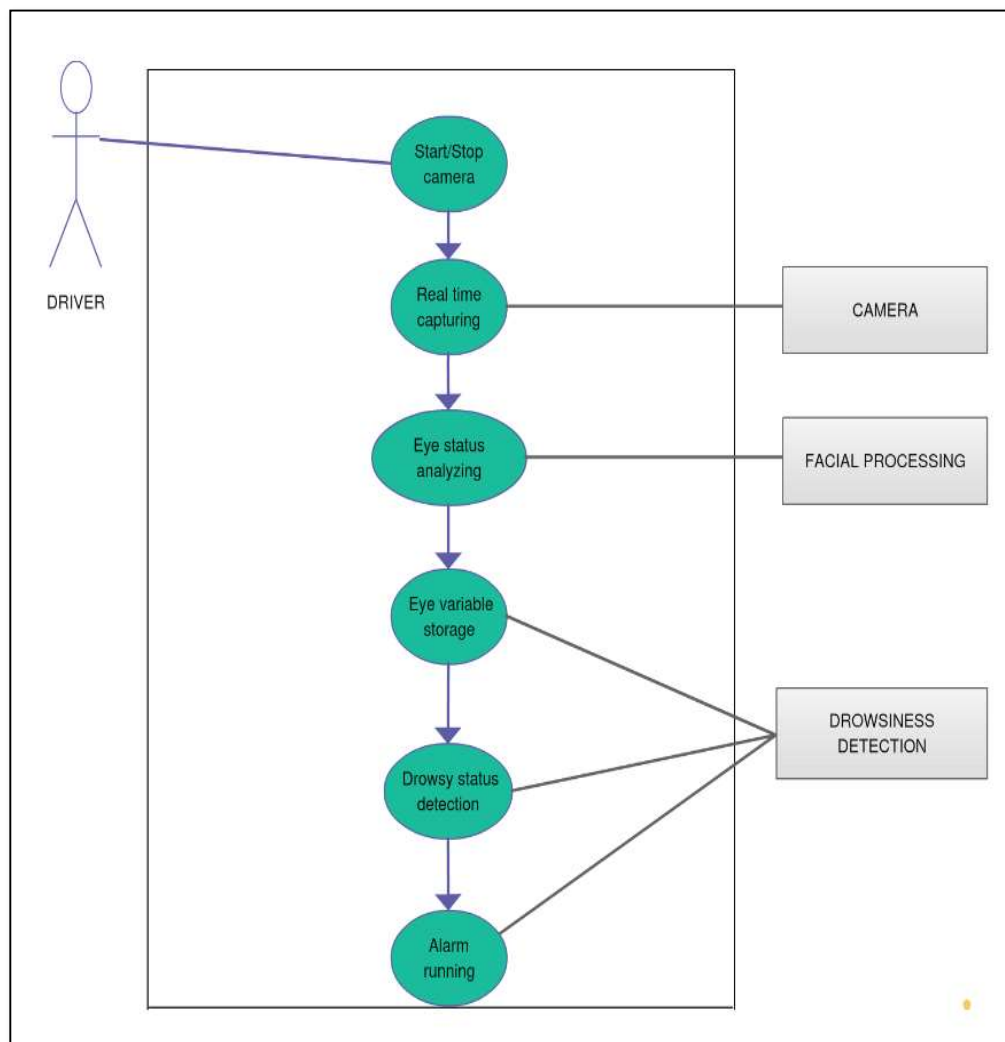 Start/Stop
camera
DRIVER
Real time
capturing
CAMERA
Eye status
analyzing
FACIAL PROCESSING
Eye variable
storage
DROWSINESS
DETECTION
Drowsy status
detection
Alarm
running